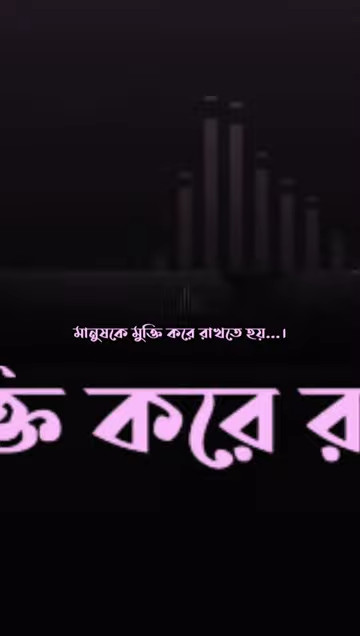 মানুষকে মুক্তি করে রাখতে হয়...।
ক্তি করে রা